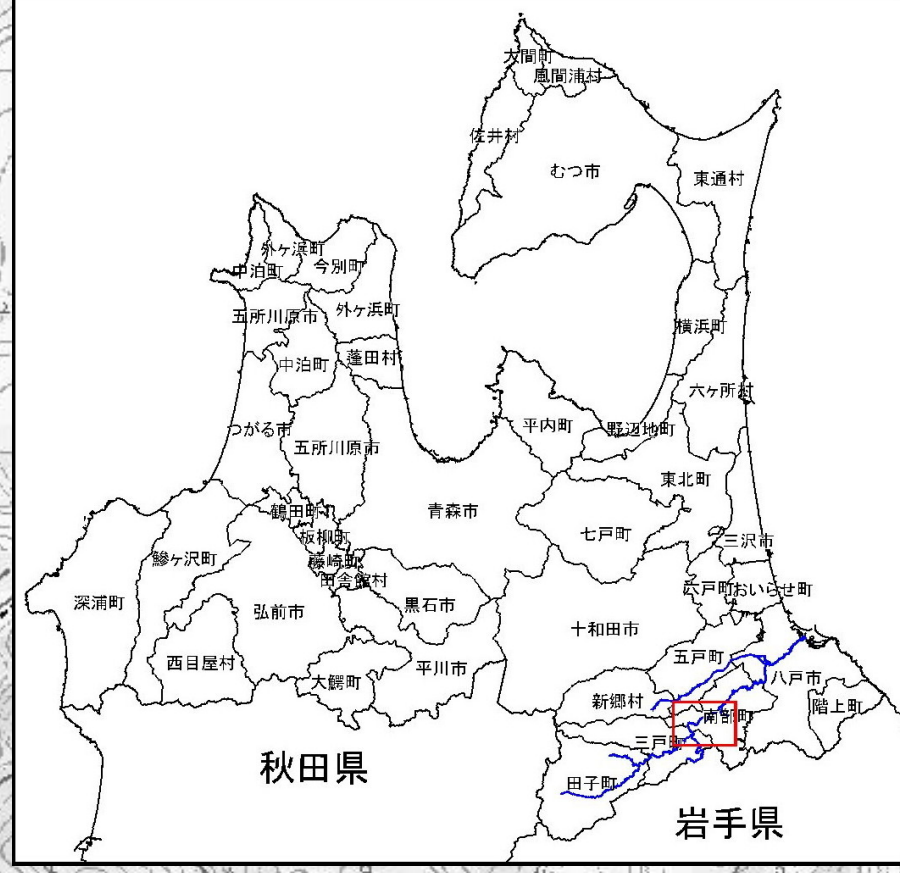 大間町
風間浦村
佐井村
むつ市
東通村
外ヶ浜町
中泊町
今別町
五所川原市
外ヶ浜町
横浜町
中泊町
蓬田村
六ヶ所村
つがる市
五所川原市
平内町
野辺地町
東北町
鶴田町
青森市
板柳町
七戸町
三沢市
鰺ヶ沢町
藤崎町
田舎館村
六戸町
おいらせ町
深浦町
弘前市
黒石市
十和田市
西目屋村
大鰐町
平川市
五戸町
八戸市
新郷村
階上町
南部町
三戸町
田子町
秋田県
岩手県